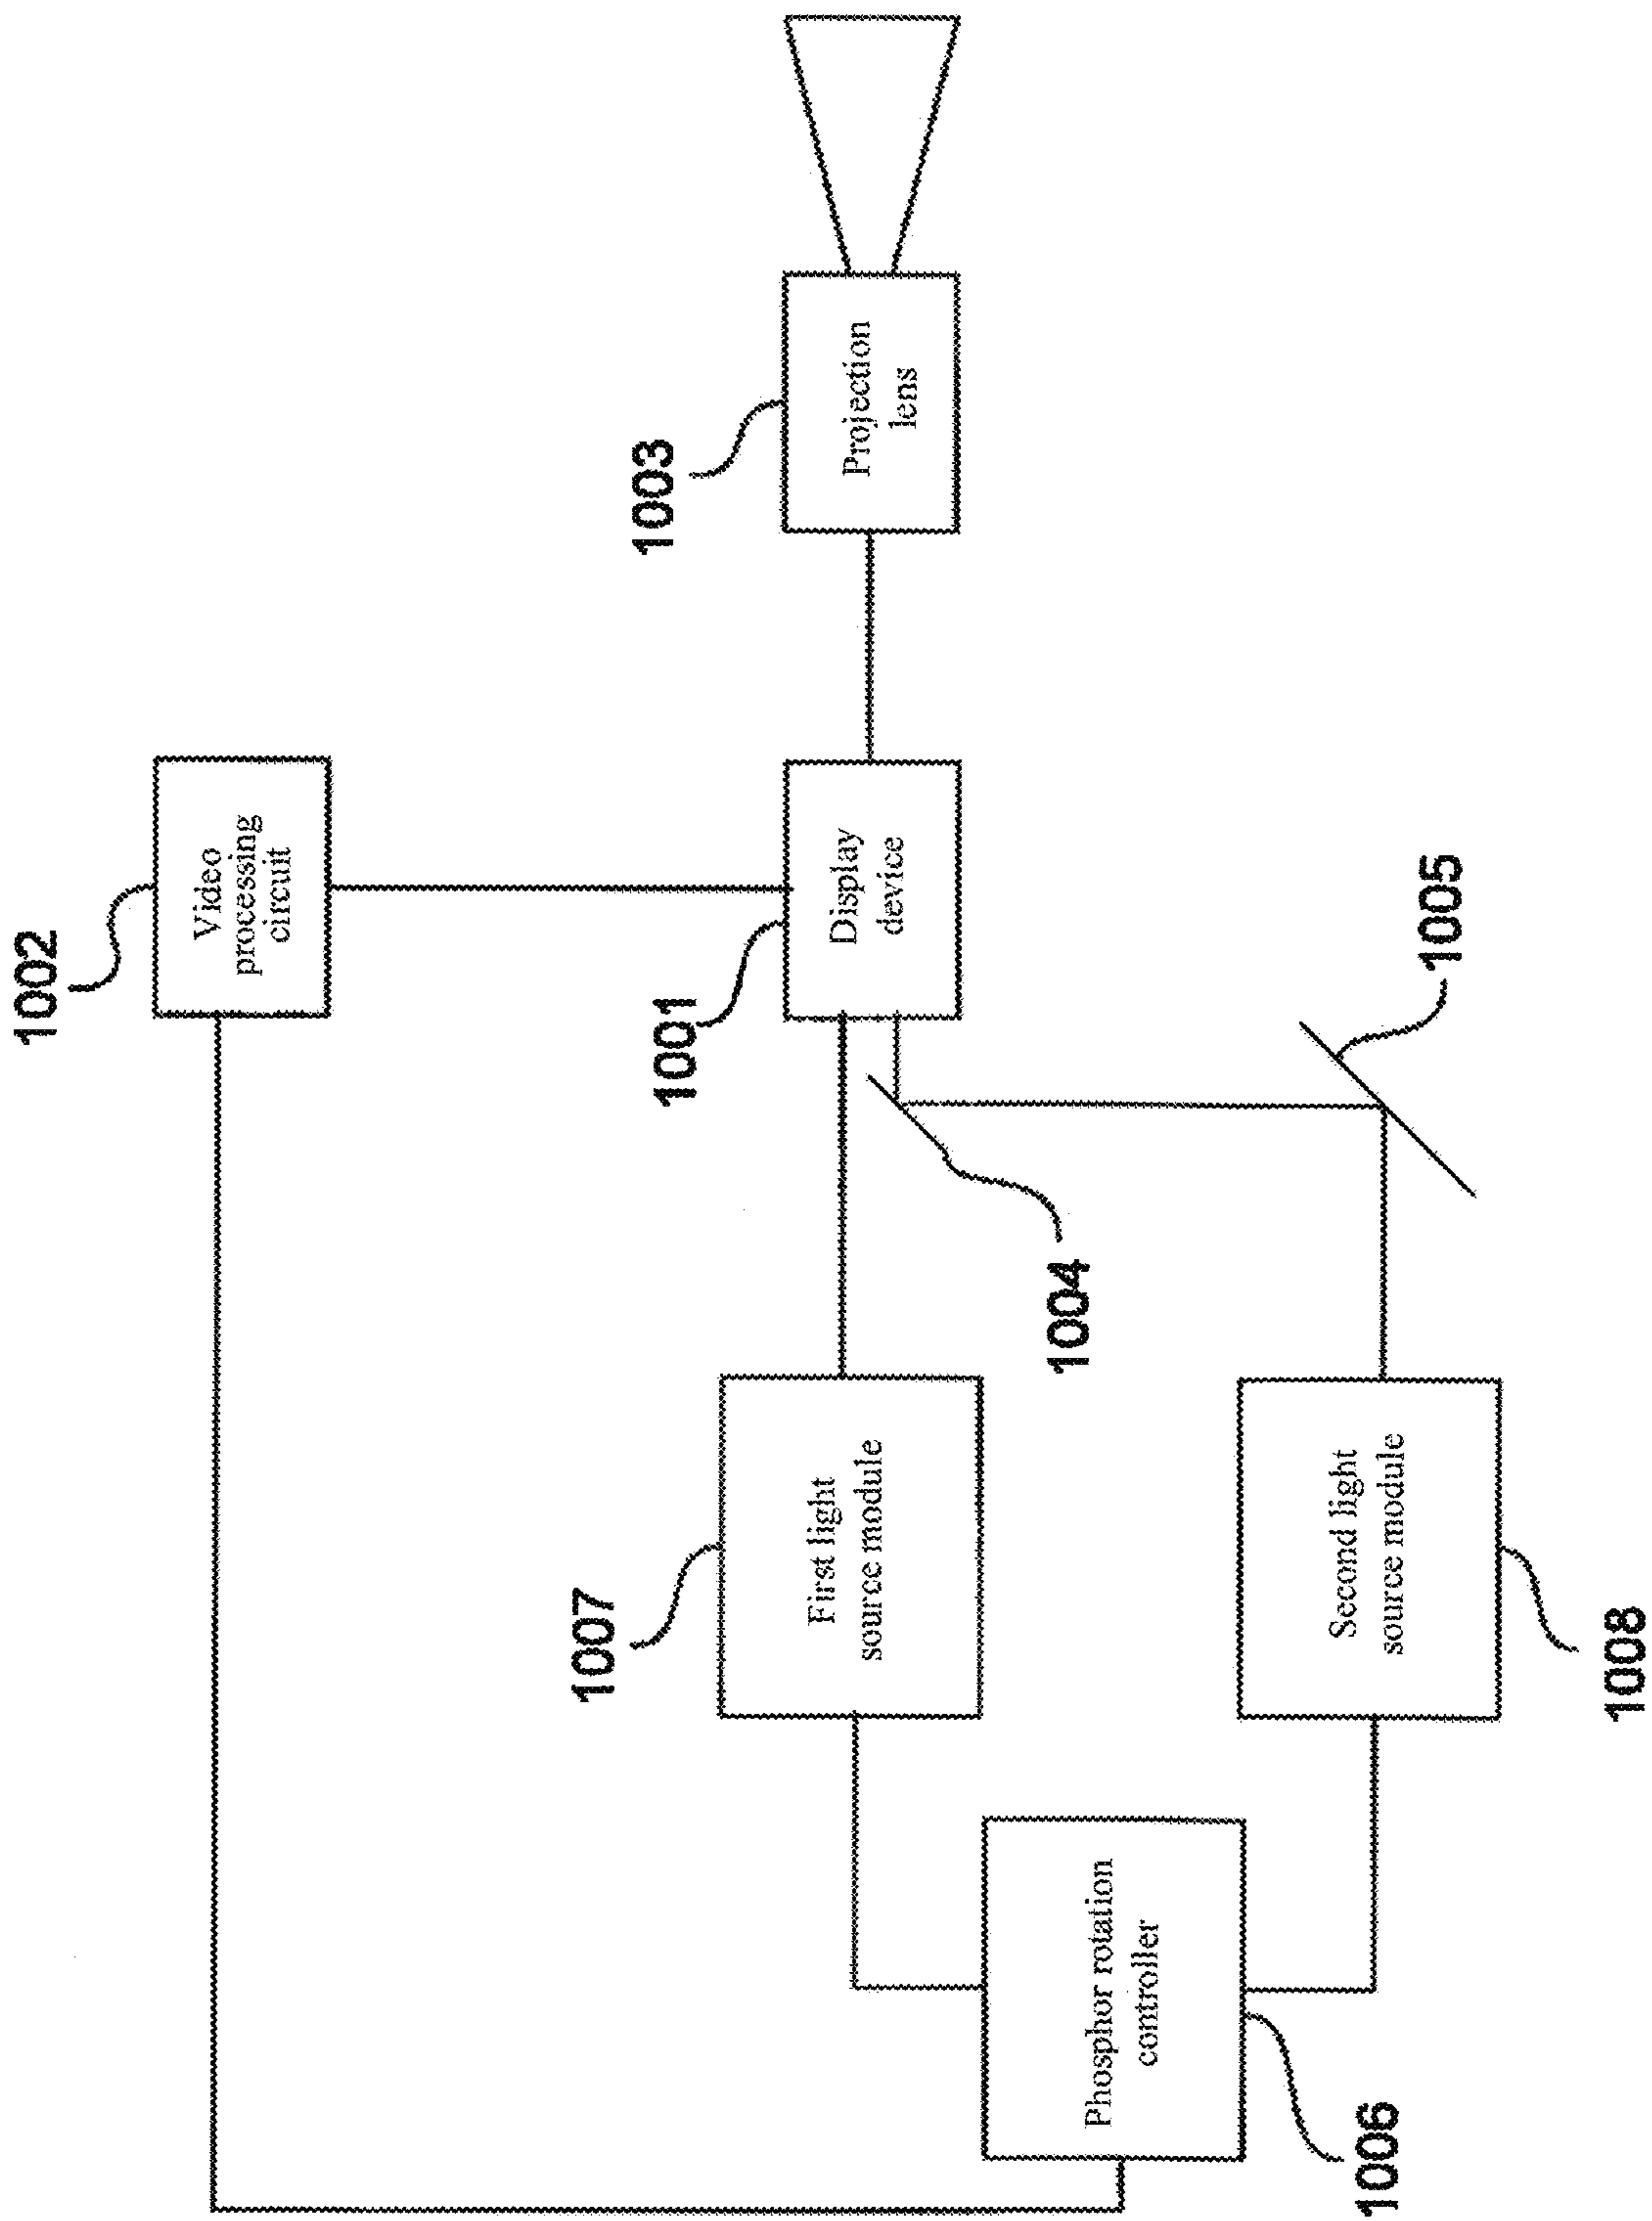 1002
Video
processing
circuit
1003
Projection
lens
1001
Display
device
1005
1004
1007
First light
source module
Second light
source module
1008
Phosphor rotation
controller
1006